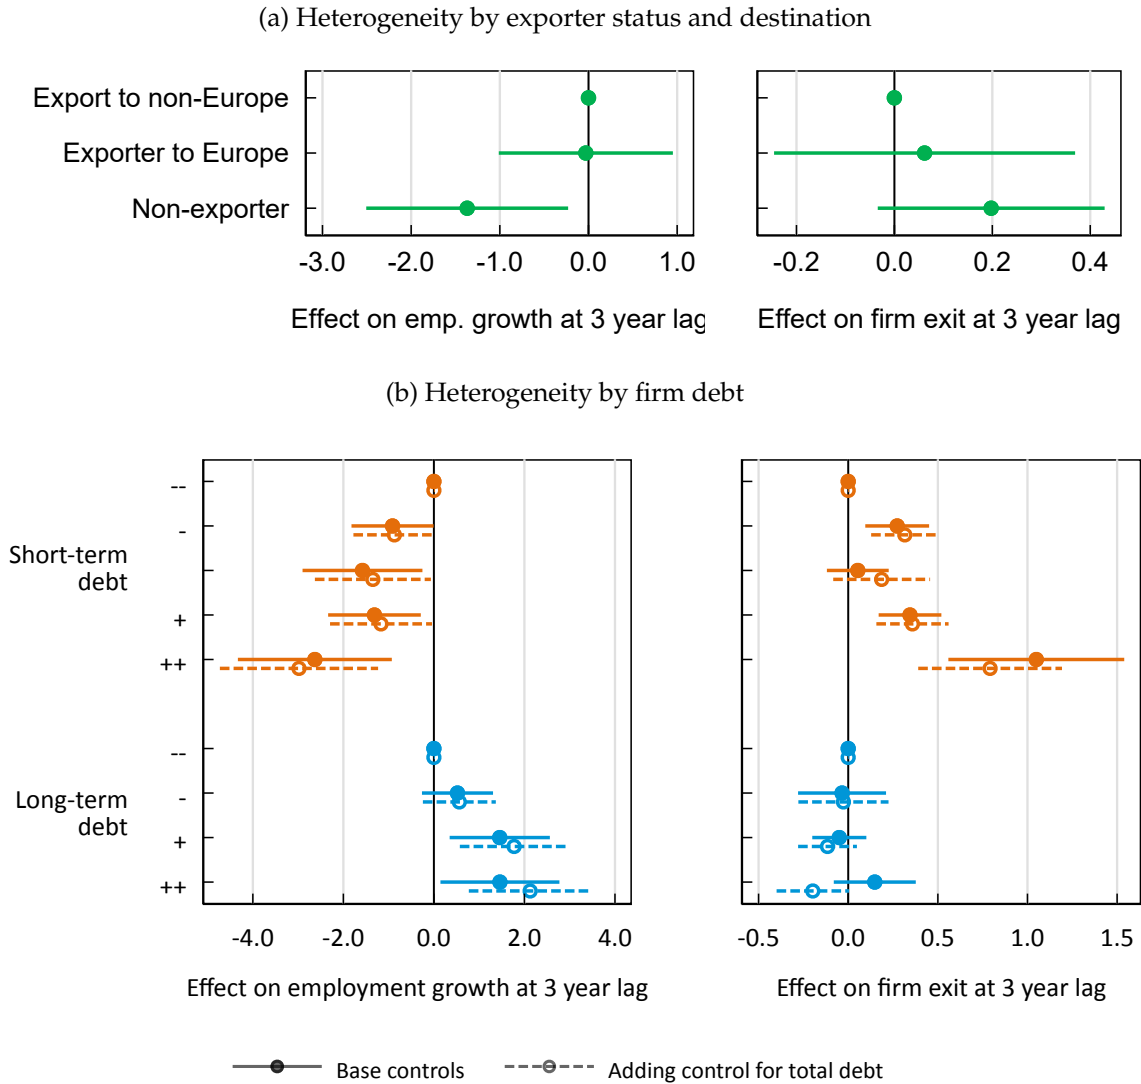 (a) Heterogeneity by exporter status and destination
Export to non-Europe
Exporter to Europe
Non-exporter
-3.0 -2.0 -1.0 0.0 1.0
-0.2 0.0 0.2 0.4
Effect on emp. growth at 3 year lag
Effect on firm exit at 3 year lag
(b) Heterogeneity by firm debt
--
-
Short-term
debt
+
++
--
-
Long-term
debt
+
++
-4.0 -2.0 0.0 2.0 4.0
-0.5 0.0 0.5 1.0 1.5
Effect on employment growth at 3 year lag
Effect on firm exit at 3 year lag
Base controls
Adding control for total debt